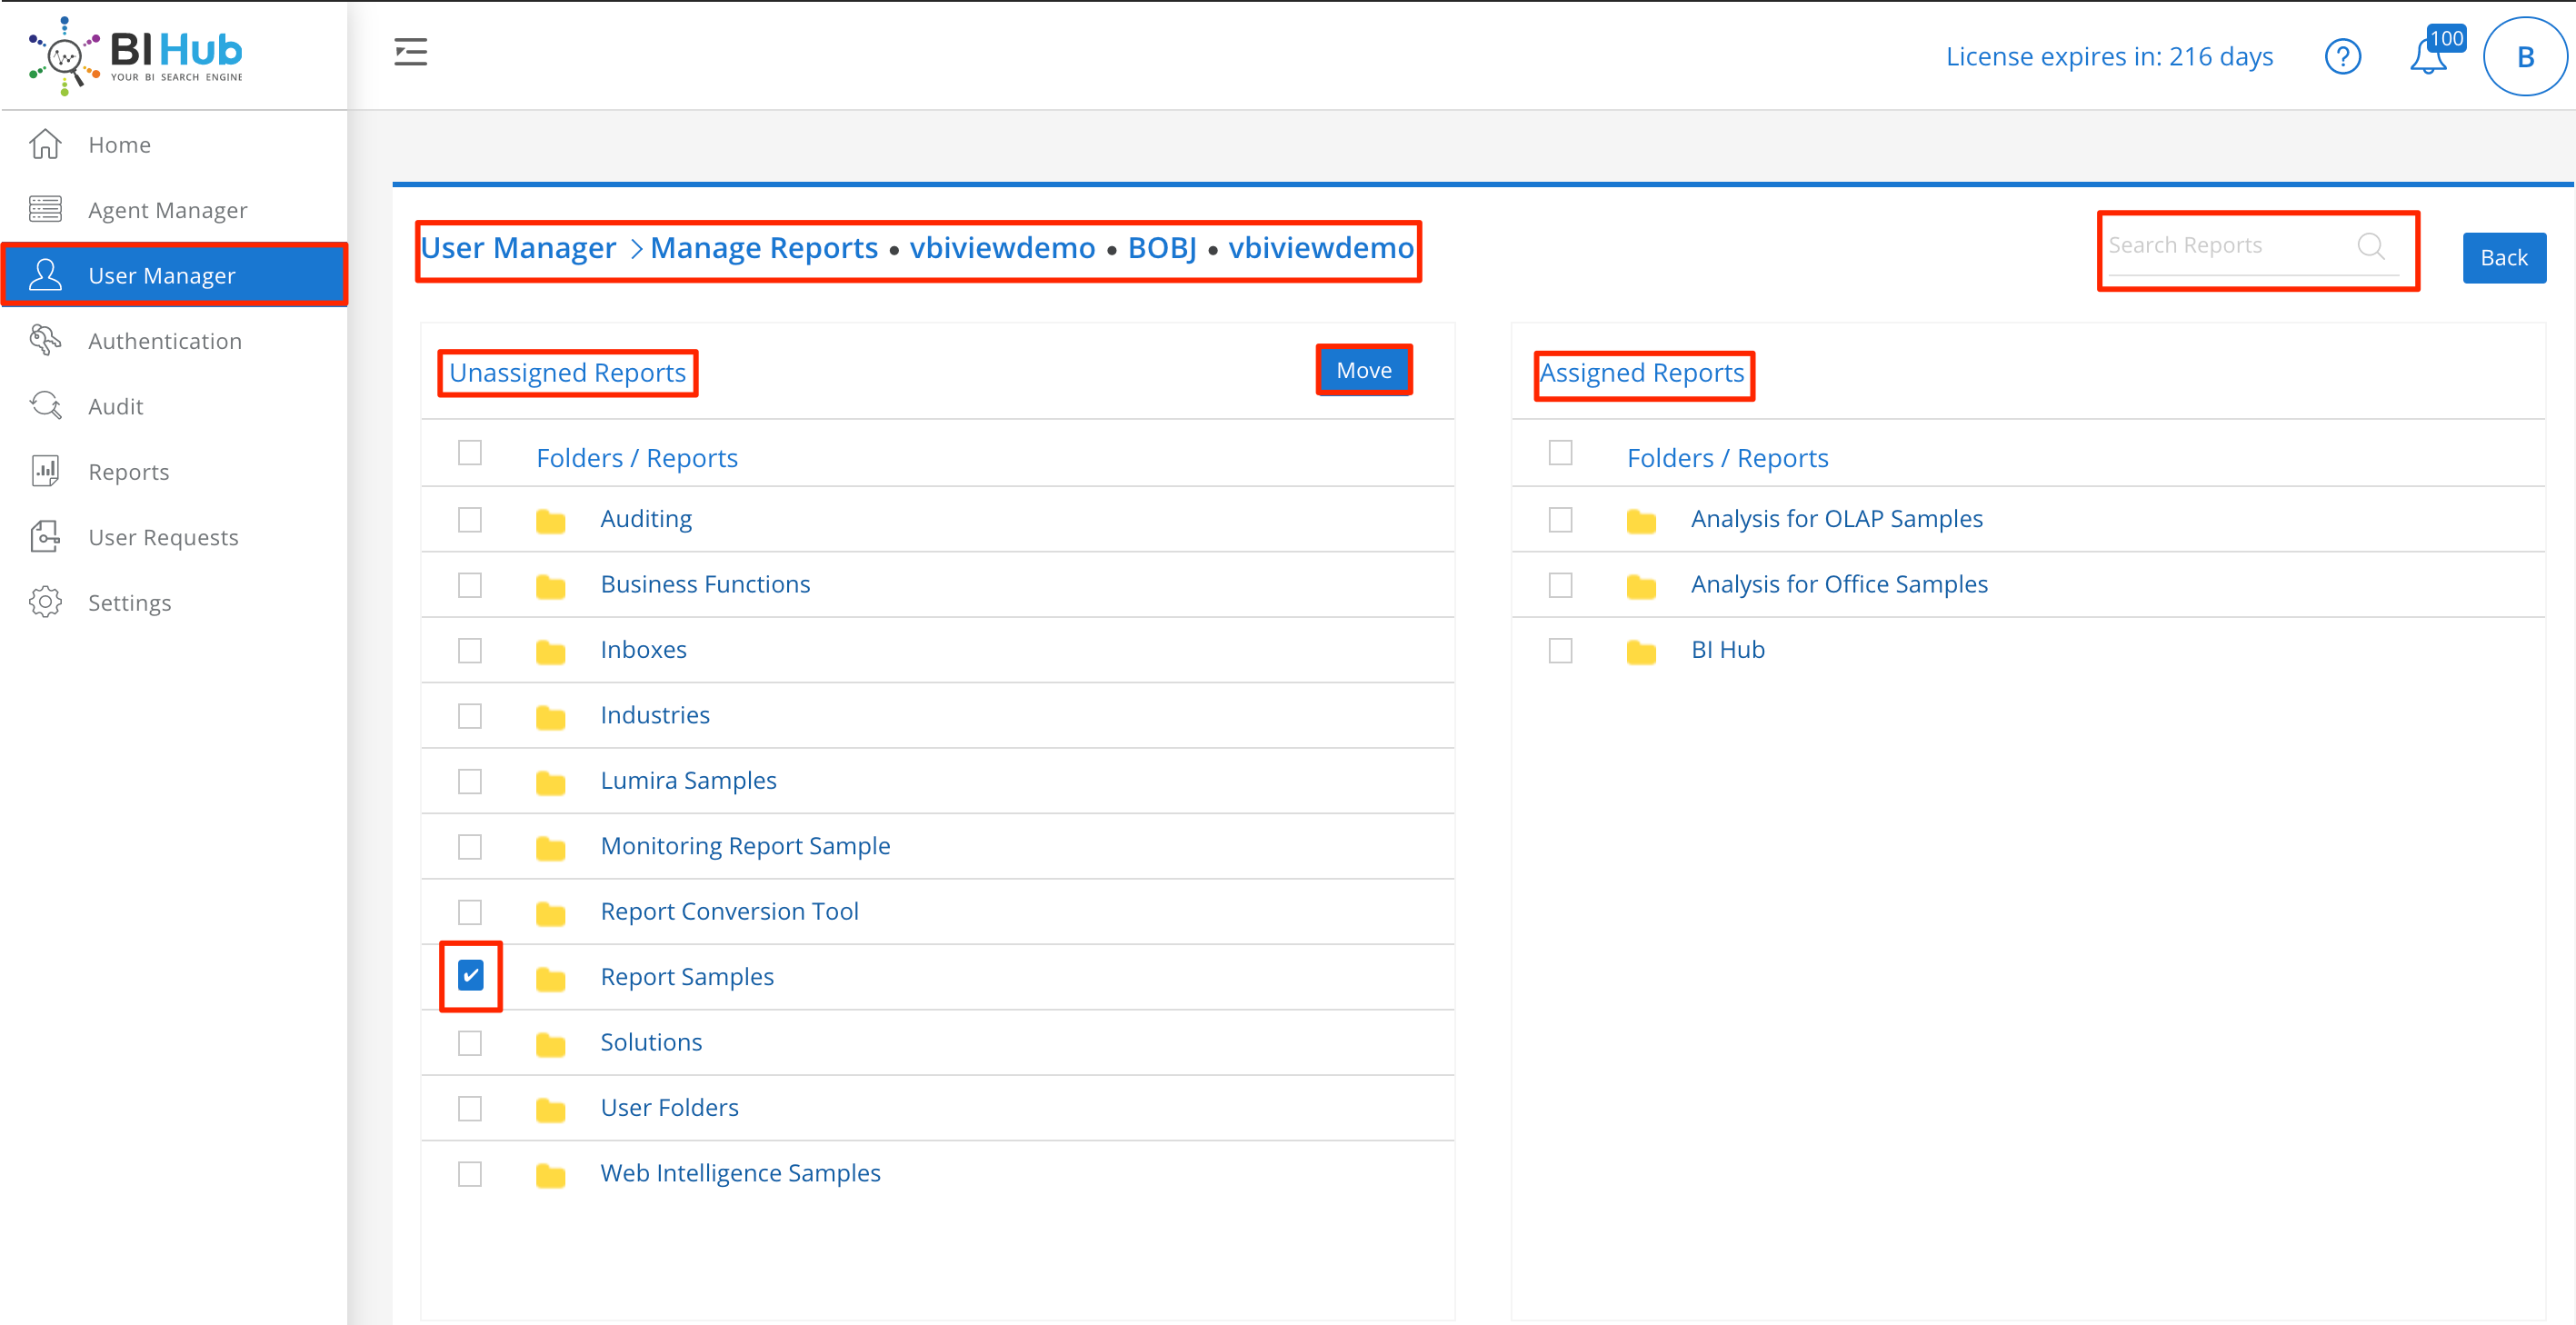 BI Hub
YOUR BI SEARCH ENGINE
License expires in: 216 days
?
100
B
Home
Agent Manager
User Manager
Authentication
Audit
Reports
User Requests
Settings
User Manager > Manage Reports • vbiviewdemo • BOBJ • vbiviewdemo
Search Reports
Back
Unassigned Reports
Move
Folders / Reports
Auditing
Business Functions
Inboxes
Industries
Lumira Samples
Monitoring Report Sample
Report Conversion Tool
Report Samples
Solutions
User Folders
Web Intelligence Samples
Assigned Reports
Folders / Reports
Analysis for OLAP Samples
Analysis for Office Samples
BI Hub